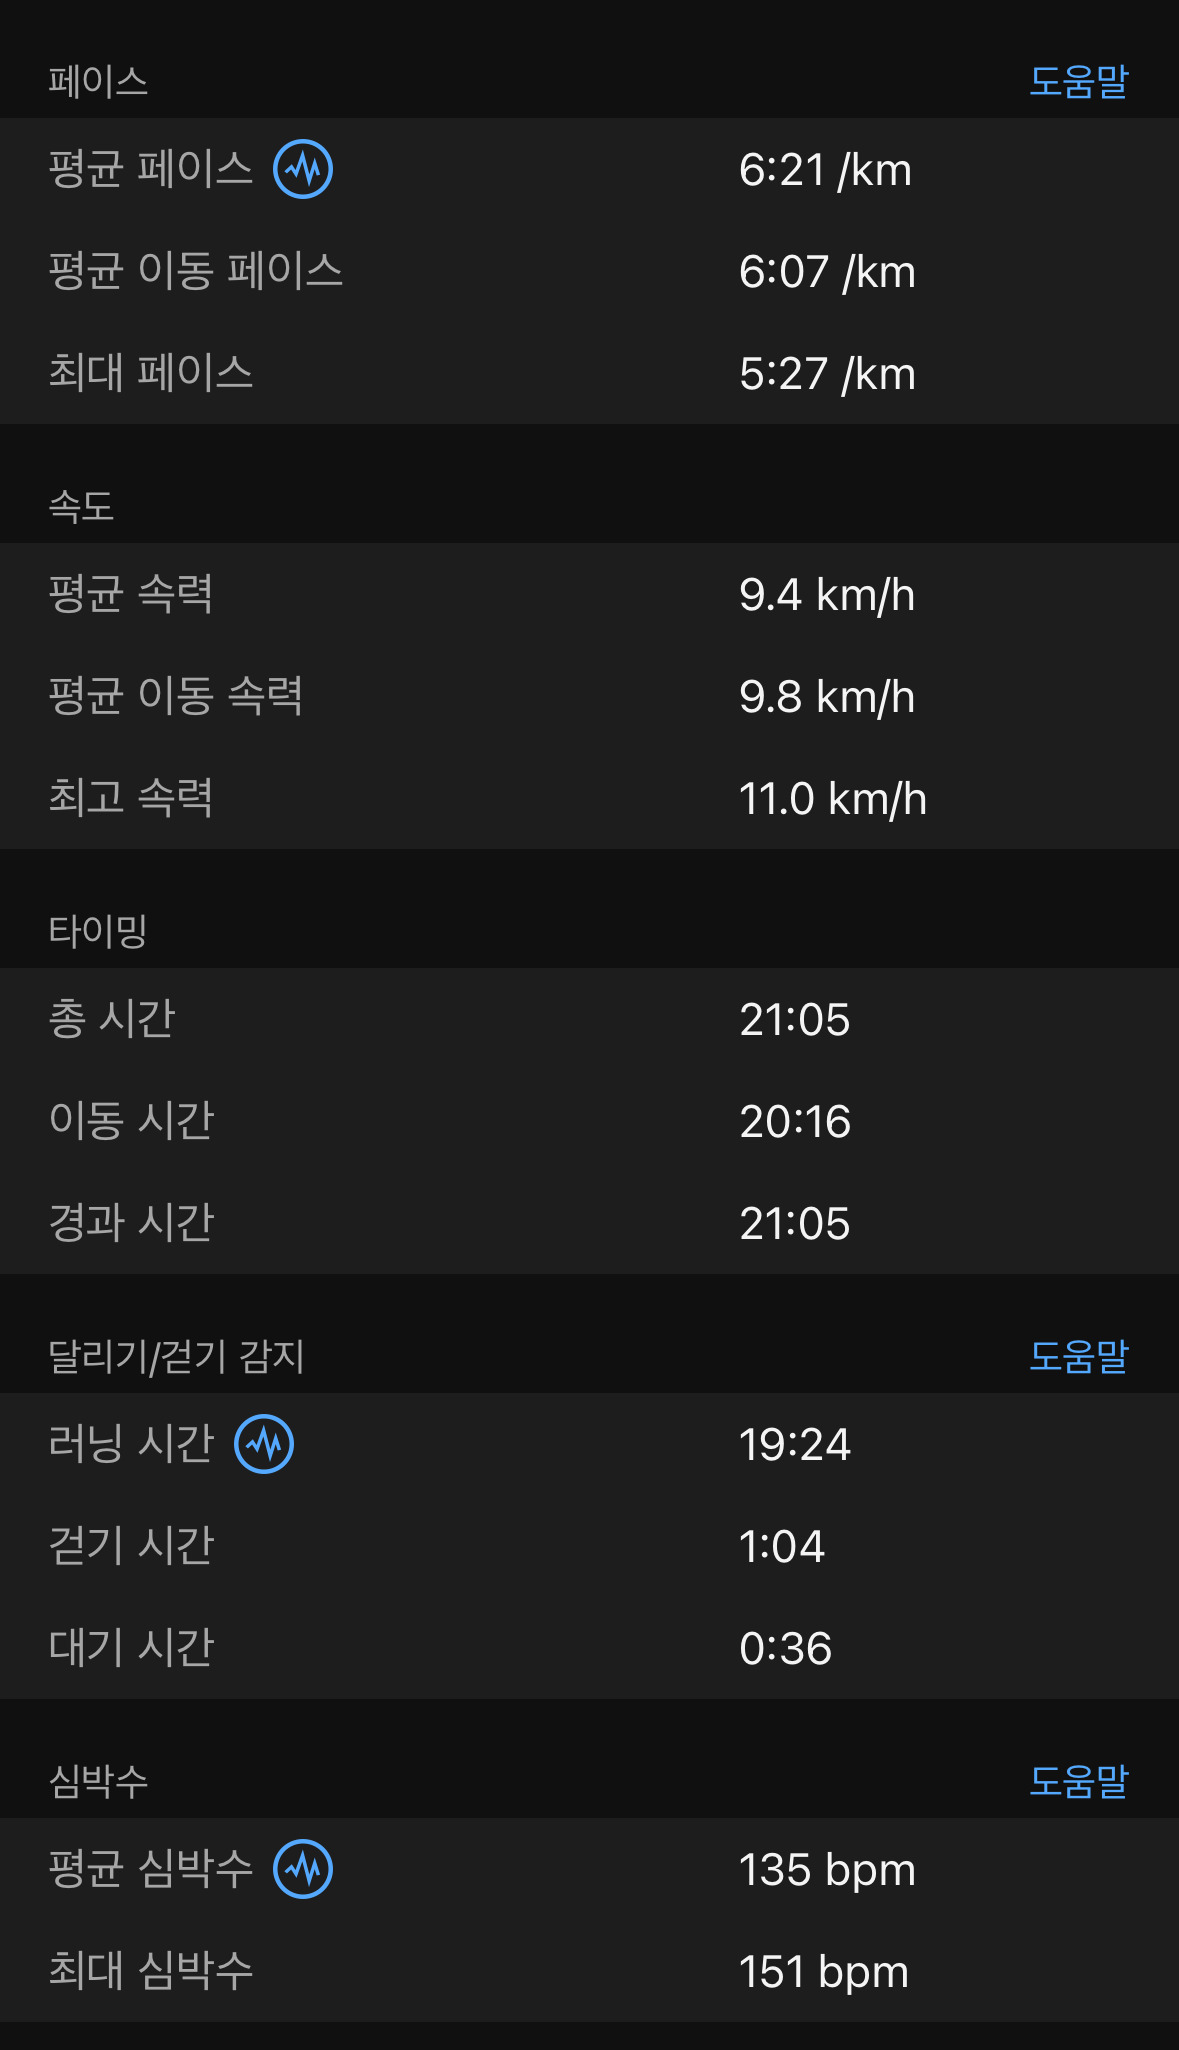 페이스 도움말
평균 페이스 6:21 /km
평균 이동 페이스 6:07 /km
최대 페이스 5:27 /km
속도
평균 속력 9.4 km/h
평균 이동 속력 9.8 km/h
최고 속력 11.0 km/h
타이밍
총 시간 21:05
이동 시간 20:16
경과 시간 21:05
달리기/걷기 감지 도움말
러닝 시간 19:24
걷기 시간 1:04
대기 시간 0:36
심박수 도움말
평균 심박수 135 bpm
최대 심박수 151 bpm